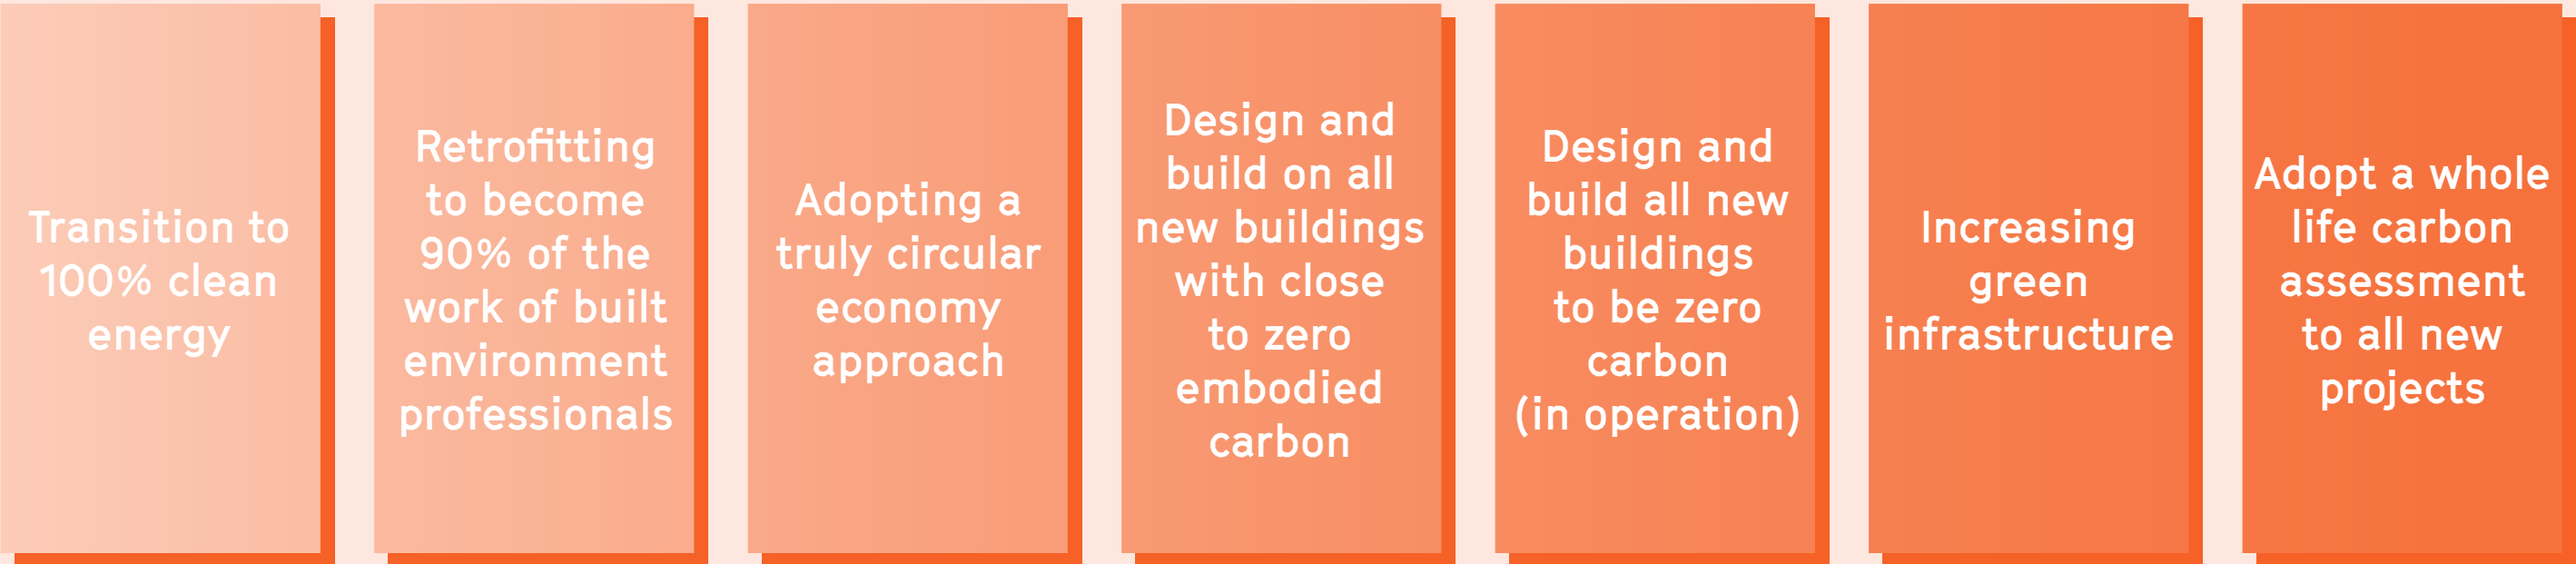 Transition to
100% clean
energy
Retrofitting
to become
90% of the
work of built
environment
professionals
Adopting a
truly circular
economy
approach
Design and
build on all
new buildings
with close
to zero
embodied
carbon
Design and
build all new
buildings
to be zero
carbon
(in operation)
Increasing
green
infrastructure
Adopt a whole
life carbon
assessment
to all new
projects